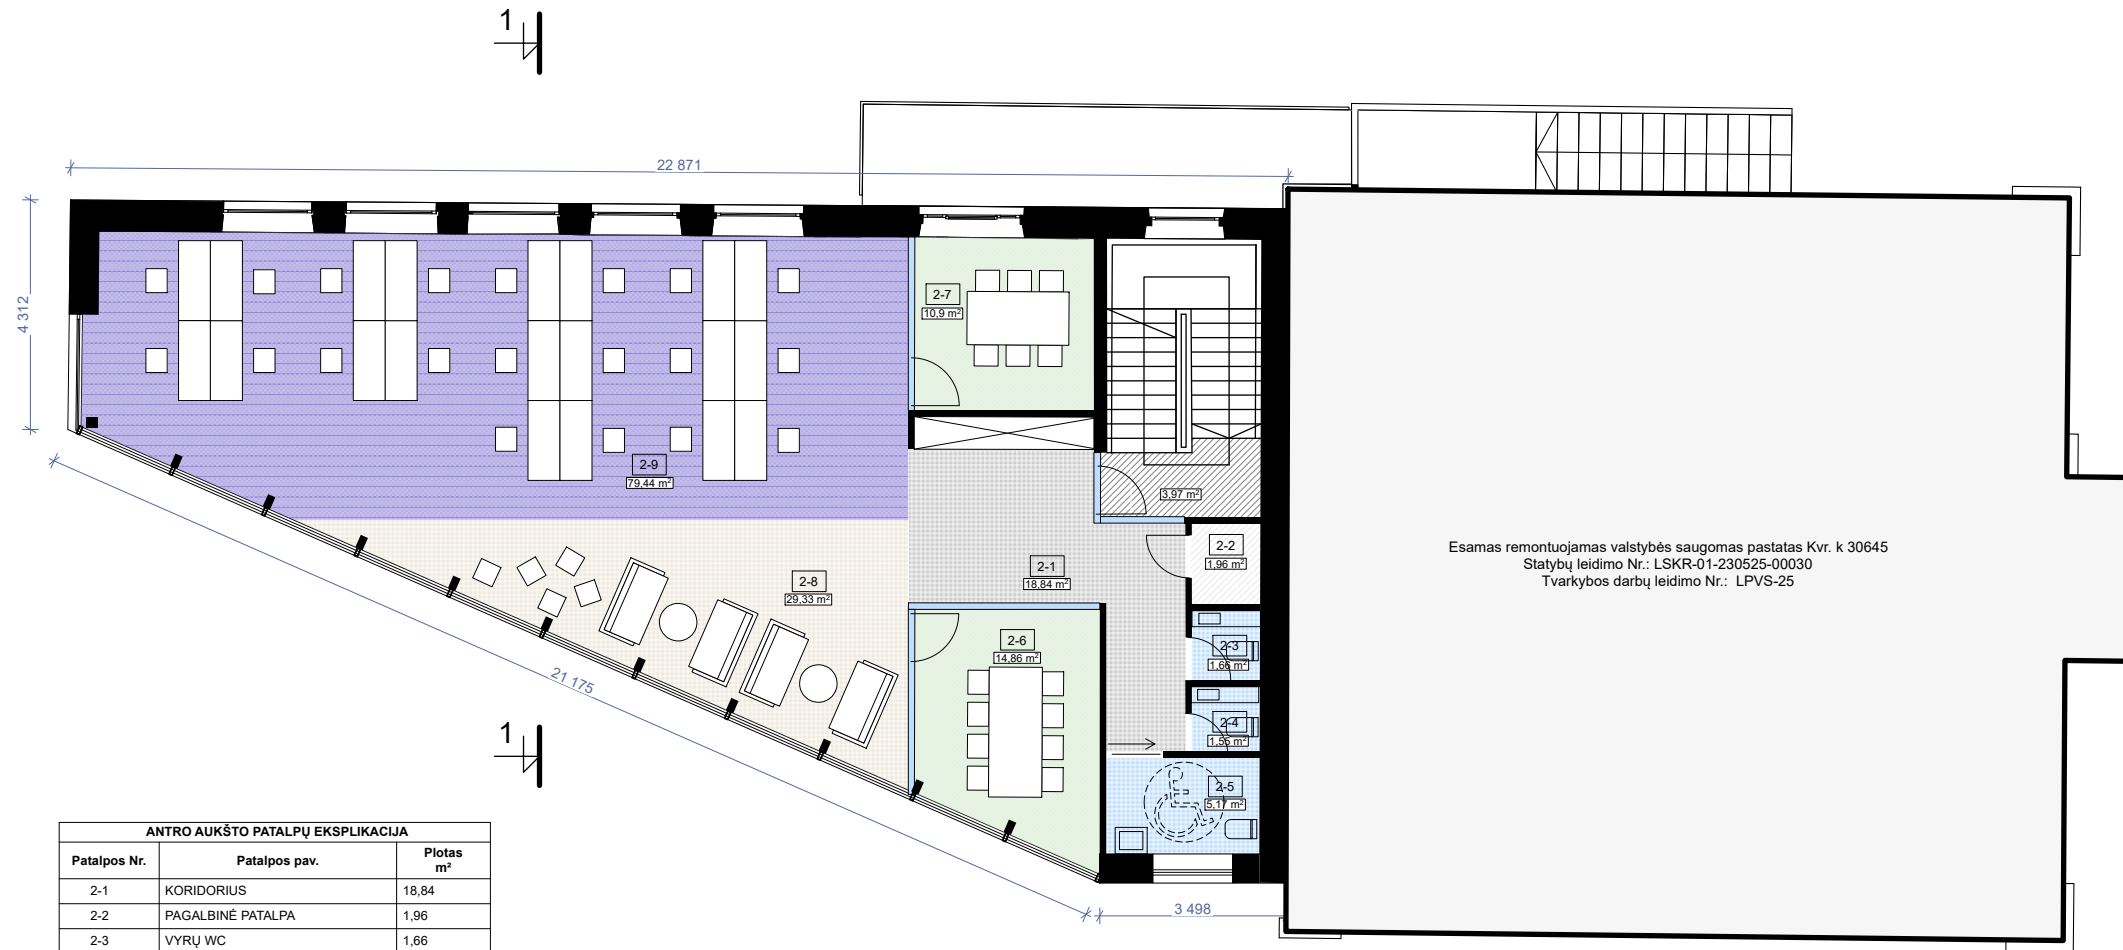 1
22 871
4 312
2-7
10,9 m²
2-9
79,44 m²
3,97 m²
2-2
1,96 m²
2-1
18,84 m²
2-8
29,33 m²
2-6
14,86 m²
2-3
1,66 m²
2-4
1,55 m²
2-5
5,17 m²
21 175
1
3 498
Esamas remontuojamas valstybės saugomas pastatas Kvr. k 30645
Statybų leidimo Nr.: LSKR-01-230525-00030
Tvarkybos darbų leidimo Nr.: LPVS-25
ANTRO AUKŠTO PATALPŲ EKSPLIKACIJA
Patalpos Nr. Patalpos pav. Plotas m²
2-1 KORIDORIUS 18,84
2-2 PAGALBINĖ PATALPA 1,96
2-3 VYRŲ WC 1,66